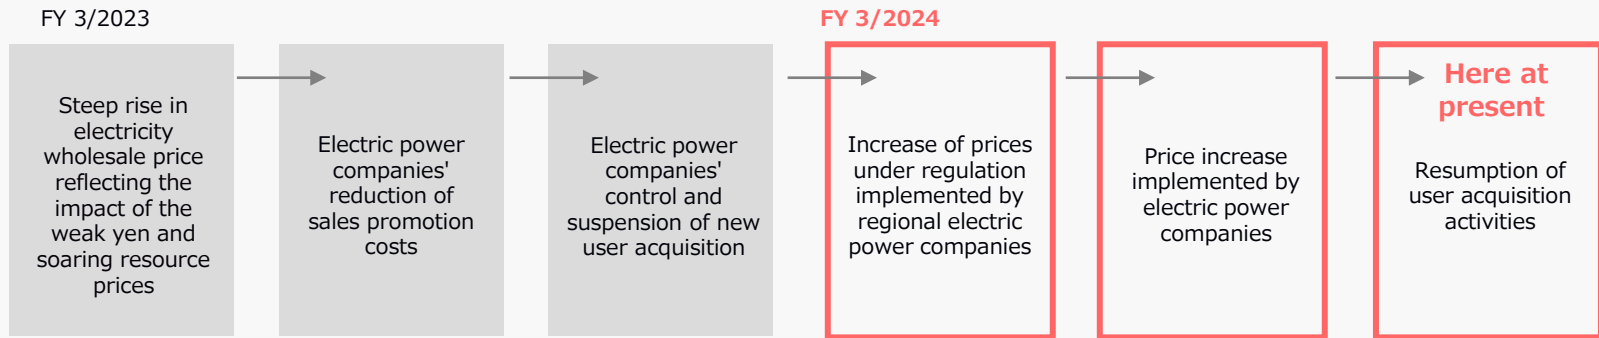 FY 3/2023
FY 3/2024
Steep rise in
electricity
wholesale price
reflecting the
impact of the
weak yen and
soaring resource
prices
Electric power
companies'
reduction of
sales promotion
costs
Electric power
companies'
control and
suspension of new
user acquisition
Increase of prices
under regulation
implemented by
regional electric
power companies
Price increase
implemented by
electric power
companies
Here at
present
Resumption of
user acquisition
activities